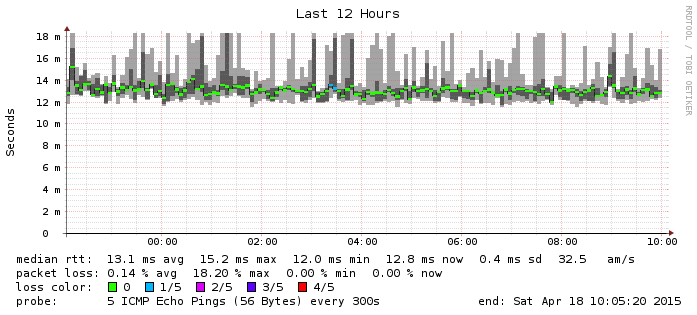 Last 12 Hours
RRDTOOL / TOBI OETIKER
Seconds
18 m
16 m
14 m
12 m
10 m
8 m
6 m
4 m
2 m
0
00:00 02:00 04:00 06:00 08:00 10:00
median rtt: 13.1 ms avg 15.2 ms max 12.0 ms min 12.8 ms now 0.4 ms sd 32.5 am/s
packet loss: 0.14 % avg 18.20 % max 0.00 % min 0.00 % now
loss color: 0 1/5 2/5 3/5 4/5
probe: 5 ICMP Echo Pings (56 Bytes) every 300s end: Sat Apr 18 10:05:20 2015